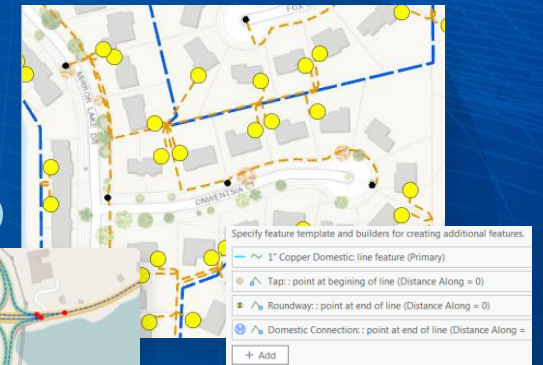 FOX
MIRROR LAKE DR
ONWENTSIA CT
Specify feature template and builders for creating additional features.
1" Copper Domestic: line feature (Primary)
Tap: : point at begining of line (Distance Along = 0)
Roundway: : point at end of line (Distance Along = 0)
Domestic Connection: : point at end of line (Distance Along =
+ Add